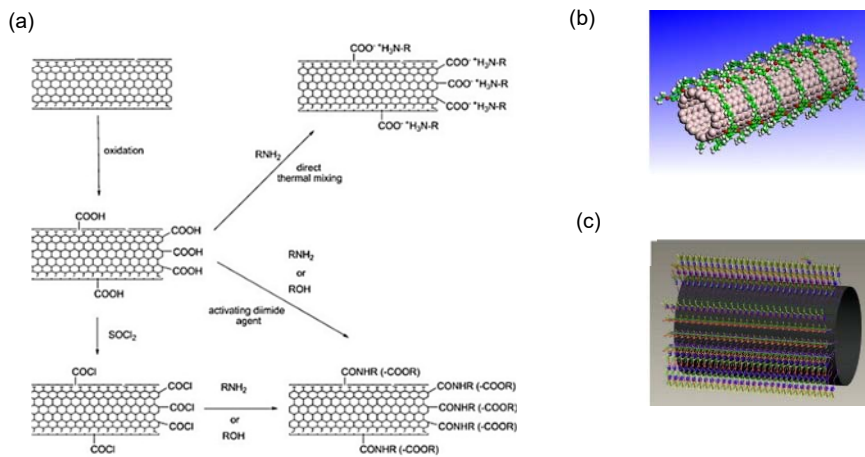 (a)
(b)
(c)
oxidation
COO⁻ ⁺H₃N-R
COO⁻ ⁺H₃N-R
COO⁻ ⁺H₃N-R
COO⁻ ⁺H₃N-R
COO⁻ ⁺H₃N-R
RNH₂
direct
thermal mixing
COOH
COOH
COOH
COOH
COOH
RNH₂
or
ROH
activating diimide
agent
SOCl₂
COCl
COCl
COCl
COCl
COCl
RNH₂
or
ROH
CONHR (-COOR)
CONHR (-COOR)
CONHR (-COOR)
CONHR (-COOR)
CONHR (-COOR)